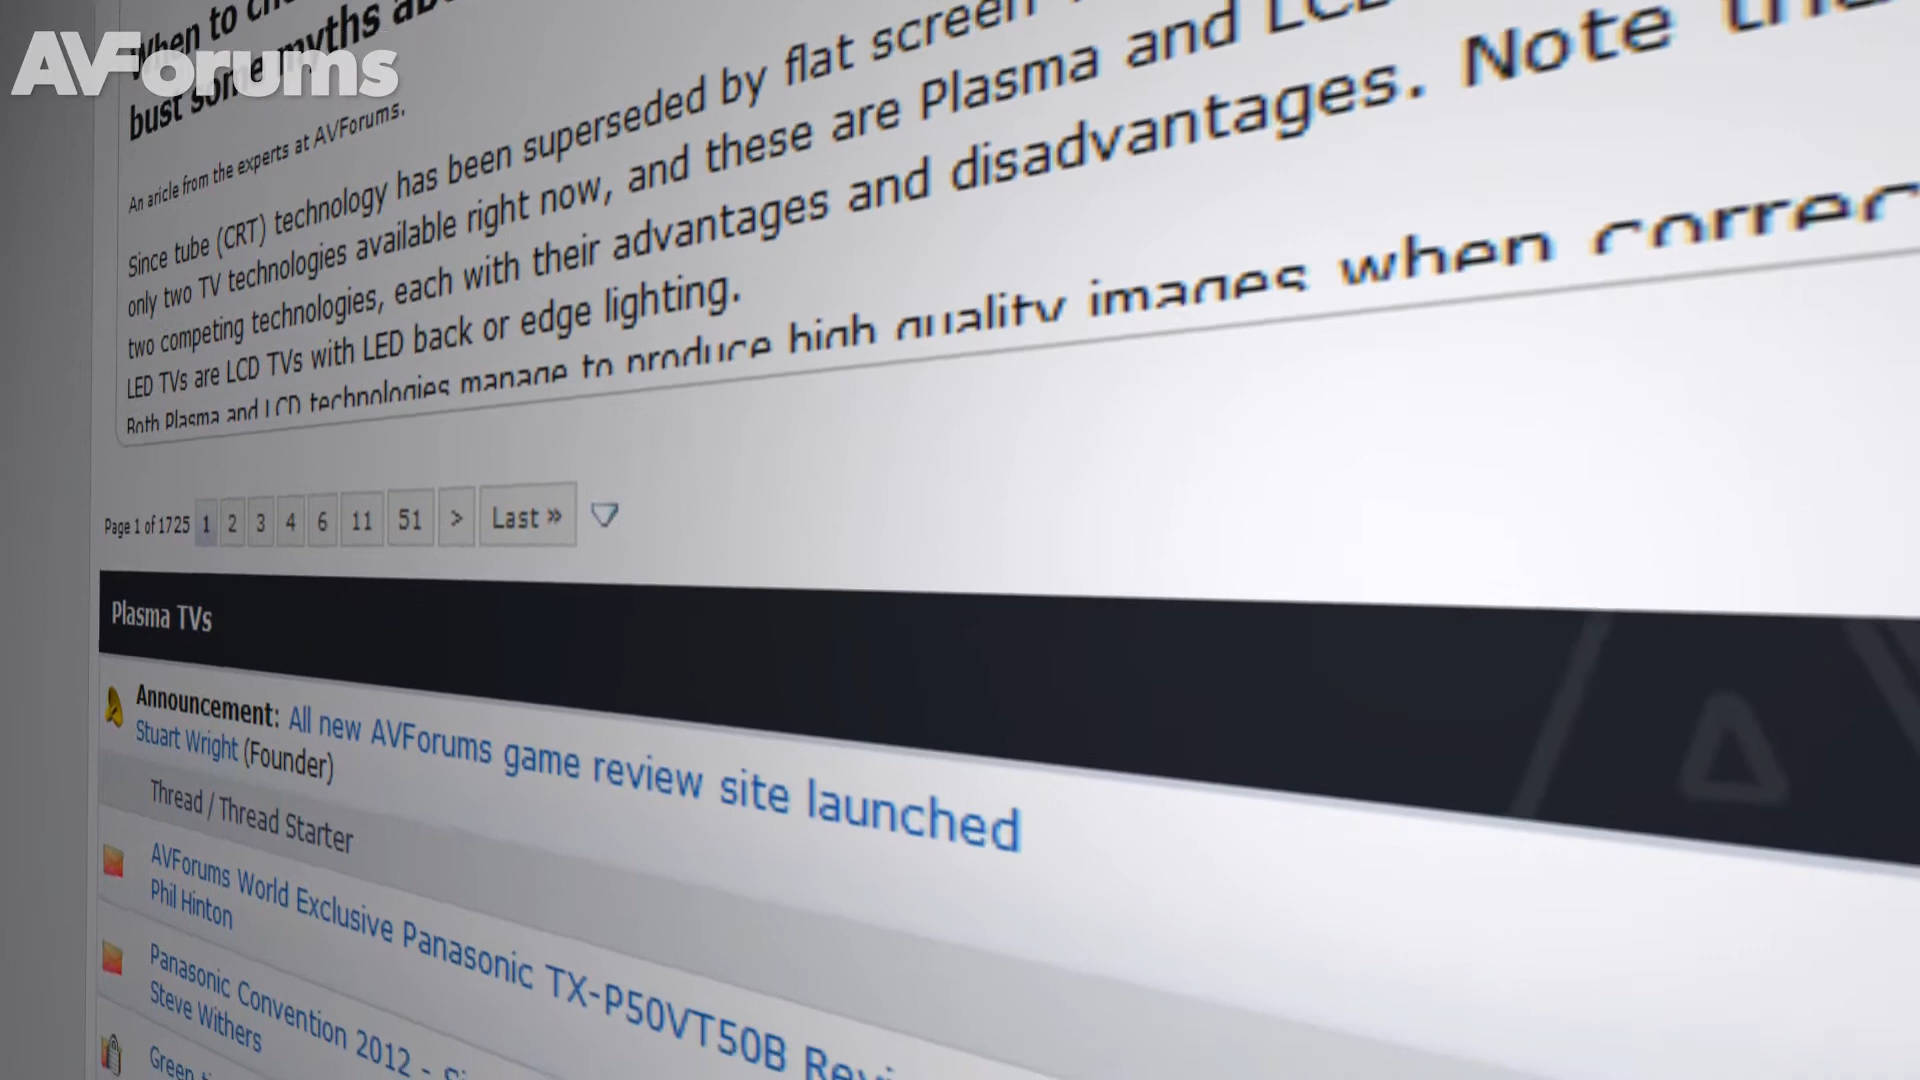 AVForums
When to
bust some myths
An aricle from the experts at AVForums.
Since tube (CRT) technology has been superseded by flat screen
only two TV technologies available right now, and these are Plasma and LCD
two competing technologies, each with their advantages and disadvantages. Note
LED TVs are LCD TVs with LED back or edge lighting.
Both Plasma and LCD technologies manage to produce high quality images when
Page 1 of 1725 1 2 3 4 6 11 51 > Last »
Plasma TVs
Announcement: All new AVForums game review site launched
Stuart Wright (Founder)
Thread / Thread Starter
AVForums World Exclusive Panasonic TX-P50VT50B
Phil Hinton
Panasonic Convention 2012 -
Steve Withers
Green